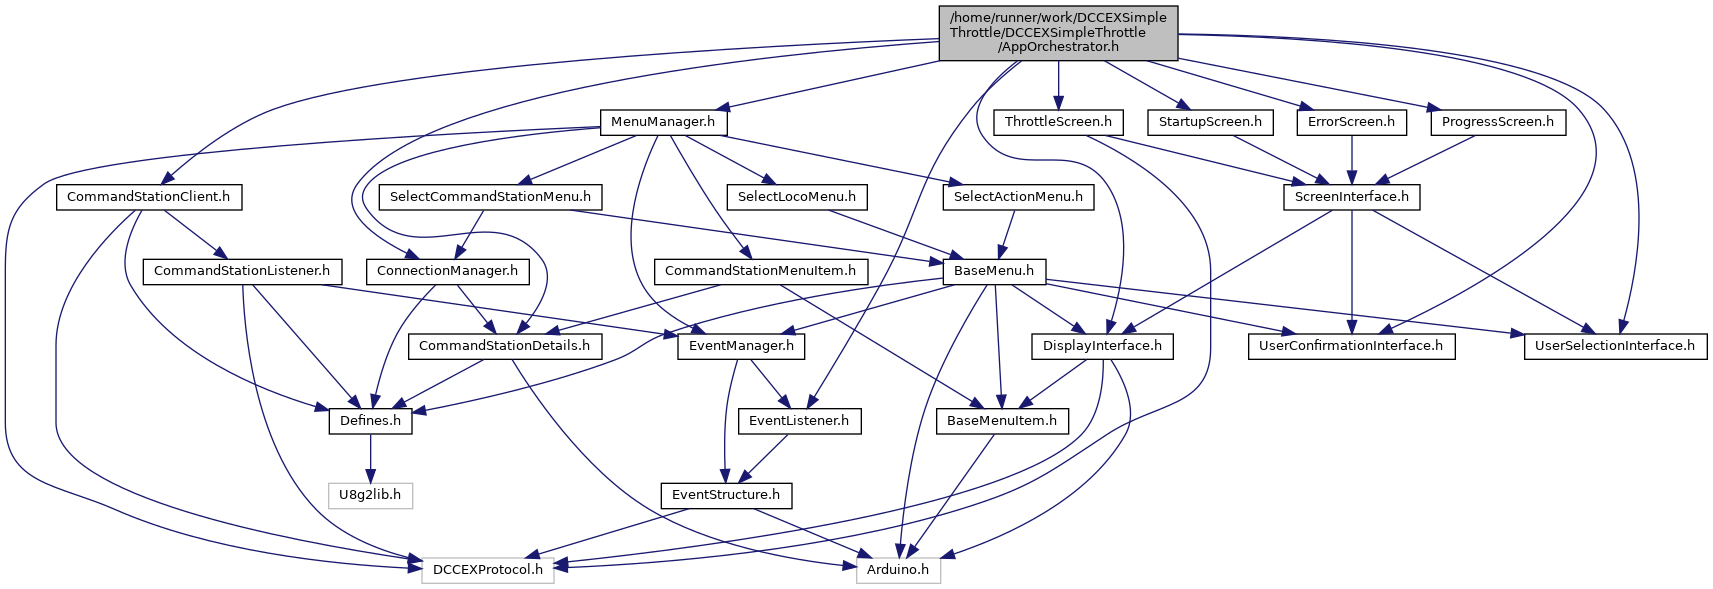 /home/runner/work/DCCEXSimple
Throttle/DCCEXSimpleThrottle
/AppOrchestrator.h
MenuManager.h
ThrottleScreen.h
StartupScreen.h
ErrorScreen.h
ProgressScreen.h
CommandStationClient.h
SelectCommandStationMenu.h
SelectLocoMenu.h
SelectActionMenu.h
ScreenInterface.h
CommandStationListener.h
ConnectionManager.h
CommandStationMenuItem.h
BaseMenu.h
CommandStationDetails.h
EventManager.h
DisplayInterface.h
UserConfirmationInterface.h
UserSelectionInterface.h
Defines.h
EventListener.h
BaseMenuItem.h
U8g2lib.h
EventStructure.h
DCCEXProtocol.h
Arduino.h